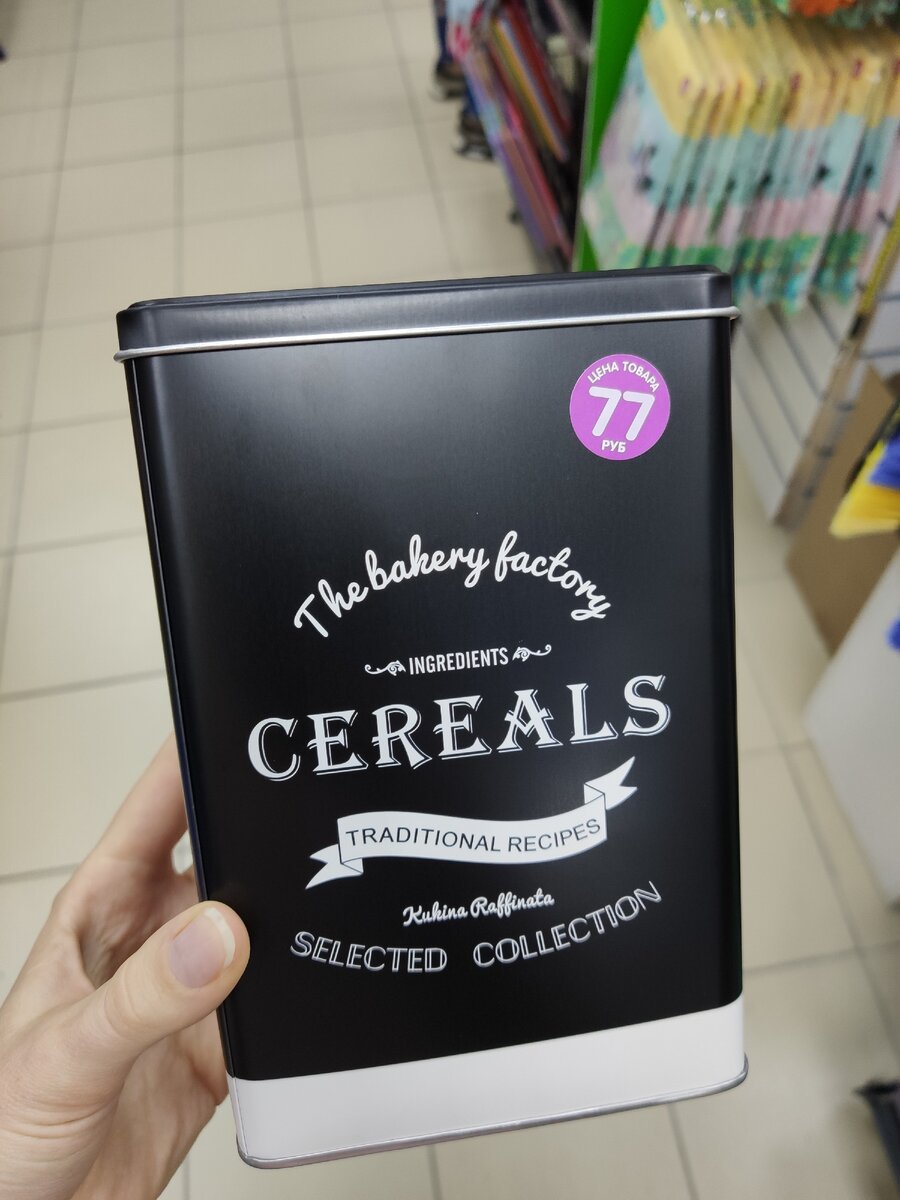 ЦЕНА ТОВАРА
77
РУБ
The bakery factory
INGREDIENTS
CEREALS
TRADITIONAL RECIPES
Kukina Raffinata
SELECTED COLLECTION